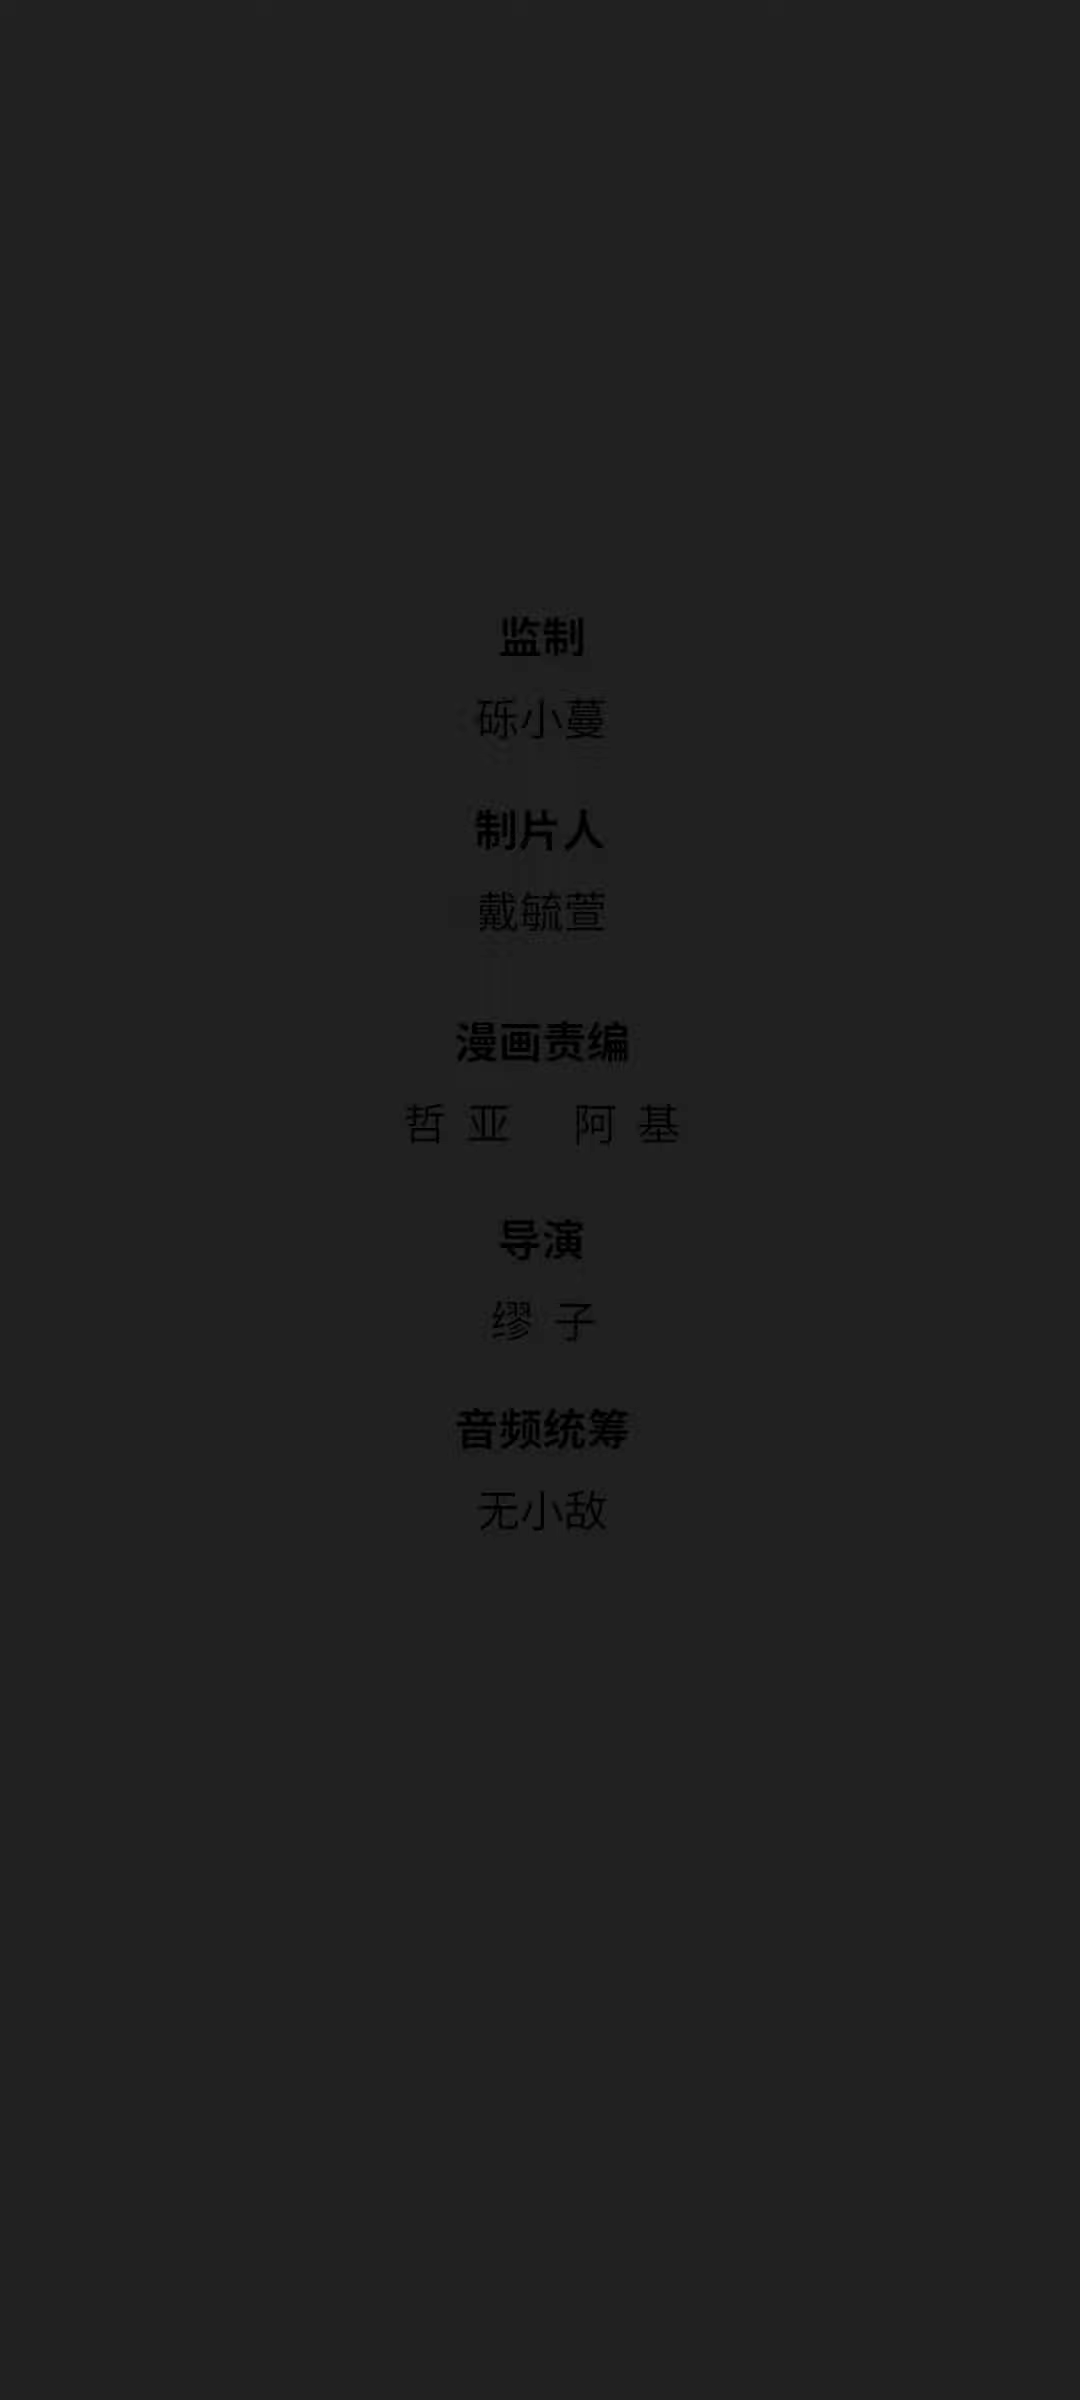 监制
砾小蔓
制片人
戴毓萱
漫画责编
哲 亚 阿 基
导演
缪 子
音频统筹
无小敌